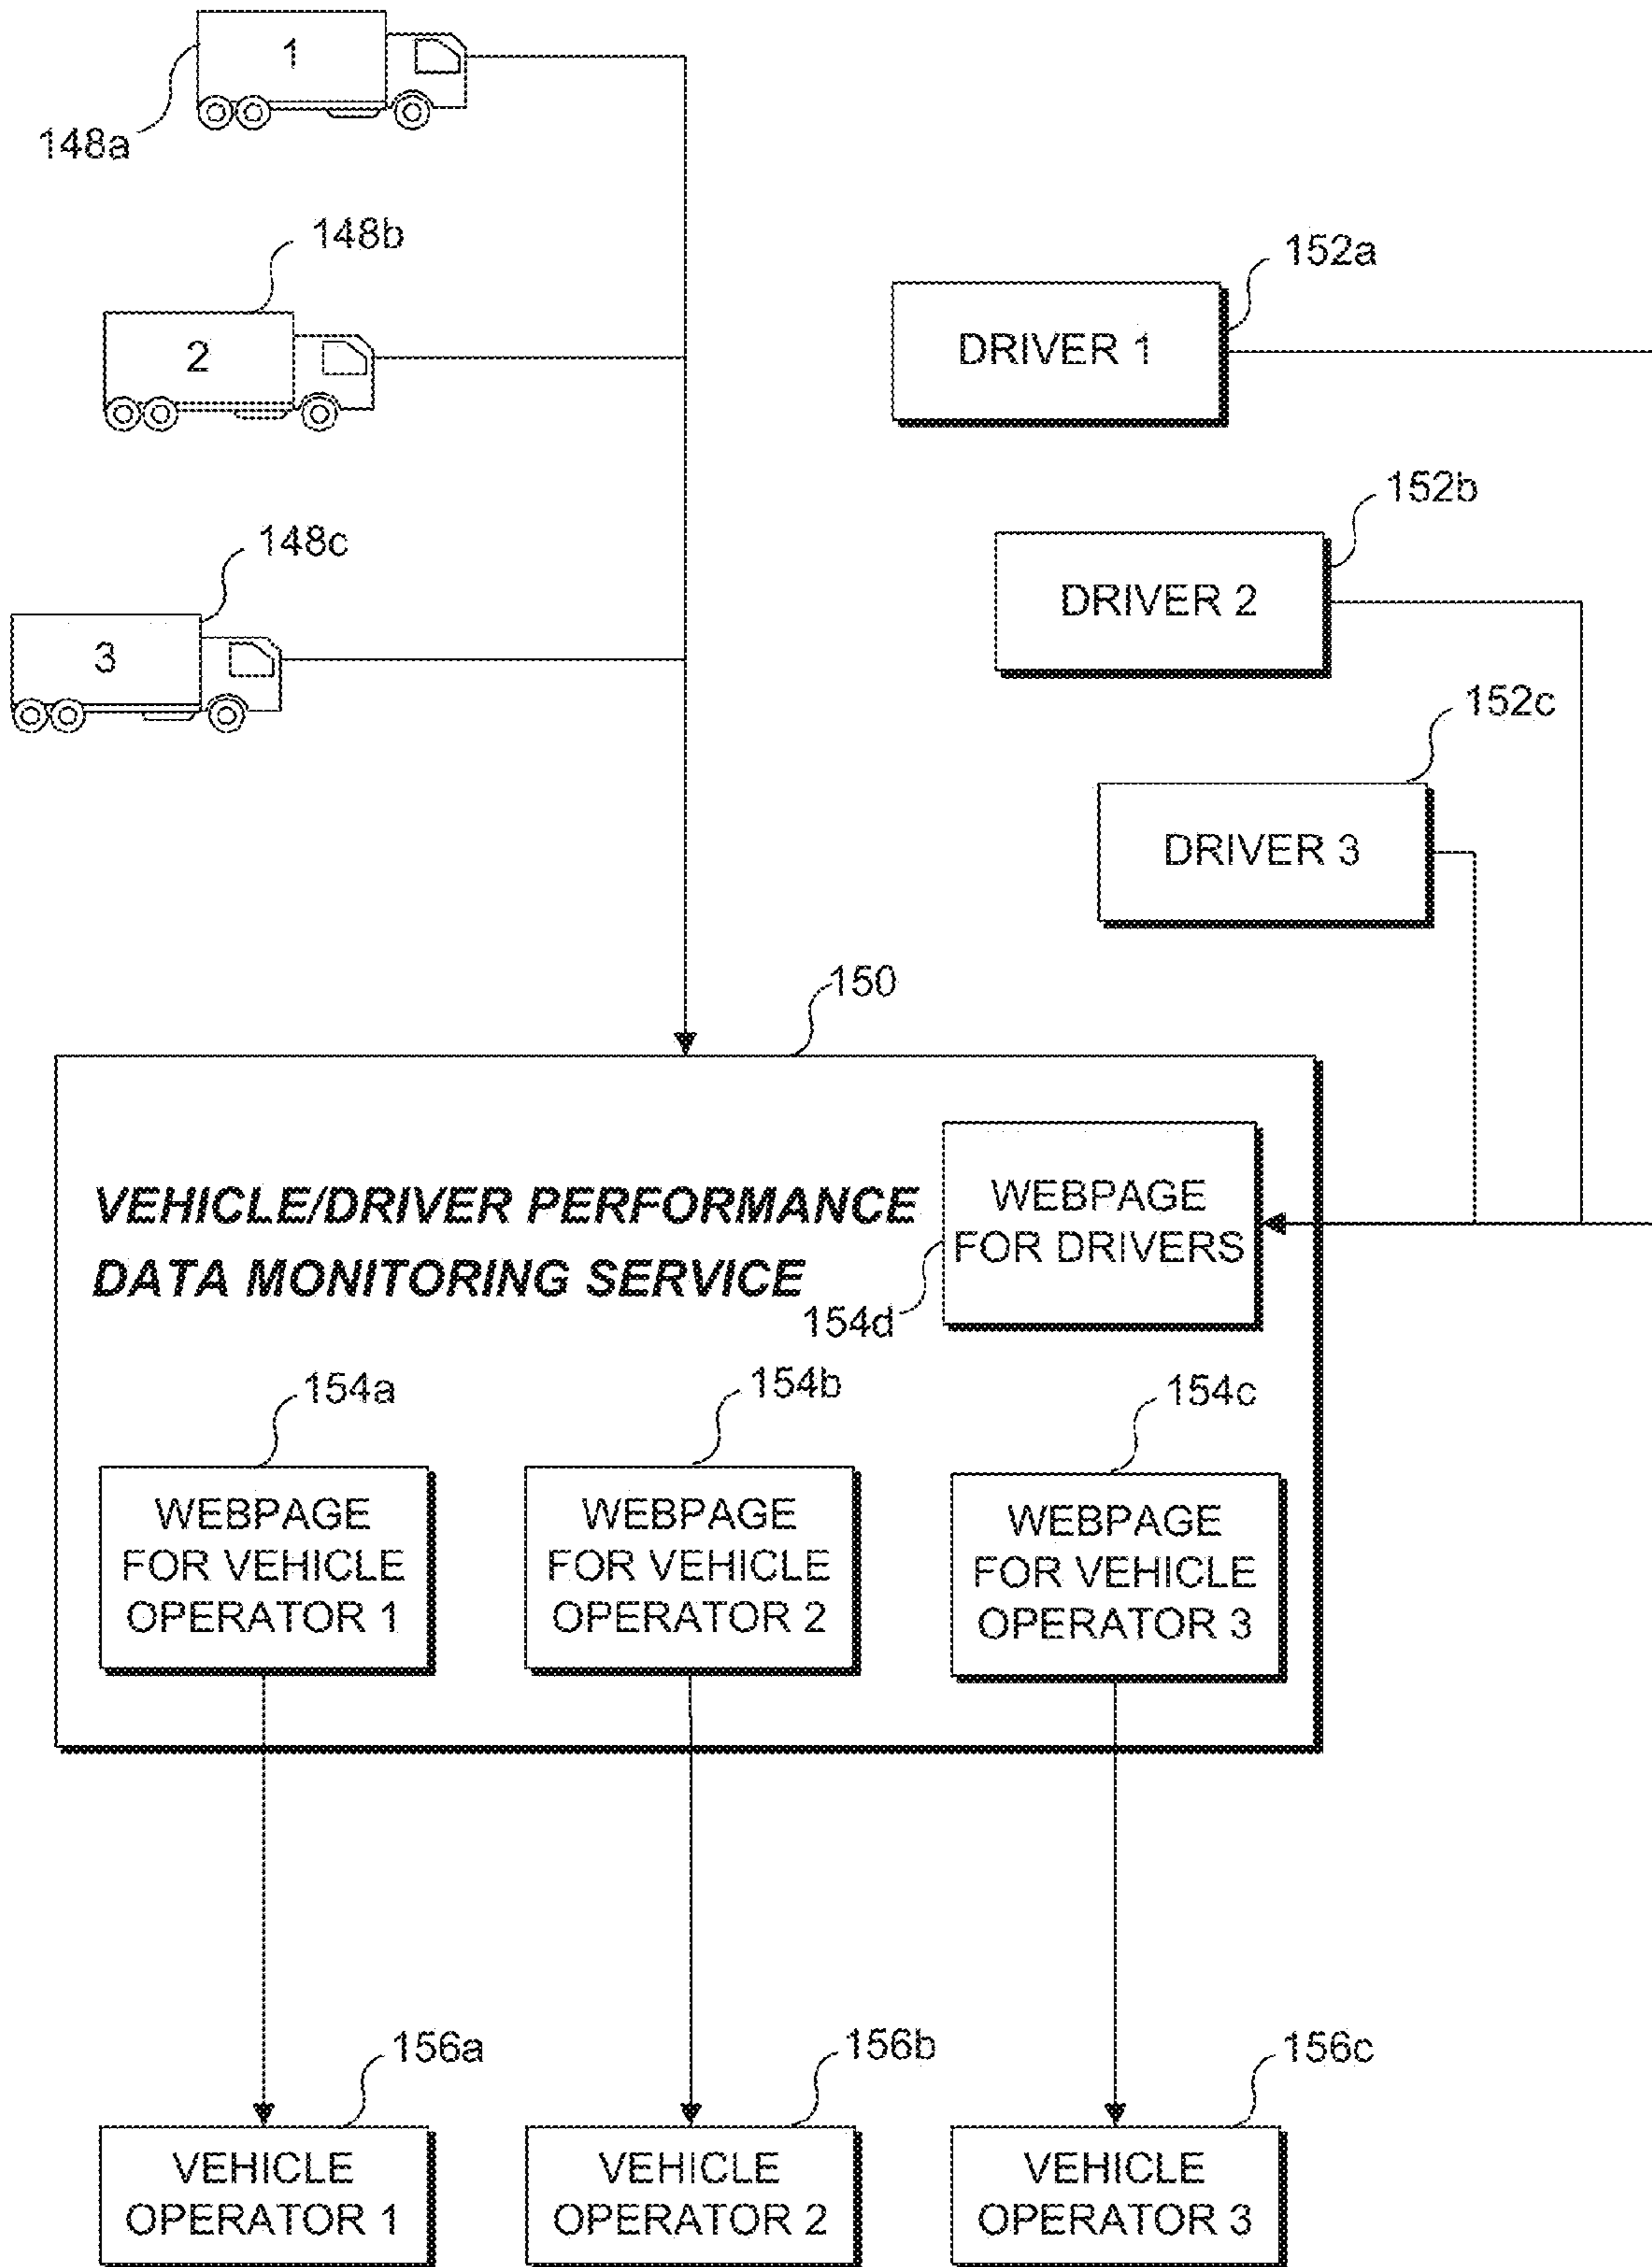 1
148a
148b
2
152a
DRIVER 1
152b
148c
DRIVER 2
3
152c
DRIVER 3
150
VEHICLE/DRIVER PERFORMANCE
DATA MONITORING SERVICE
WEBPAGE
FOR DRIVERS
154d
154a
154b
154c
WEBPAGE
FOR VEHICLE
OPERATOR 1
WEBPAGE
FOR VEHICLE
OPERATOR 2
WEBPAGE
FOR VEHICLE
OPERATOR 3
156a
156b
156c
VEHICLE
OPERATOR 1
VEHICLE
OPERATOR 2
VEHICLE
OPERATOR 3